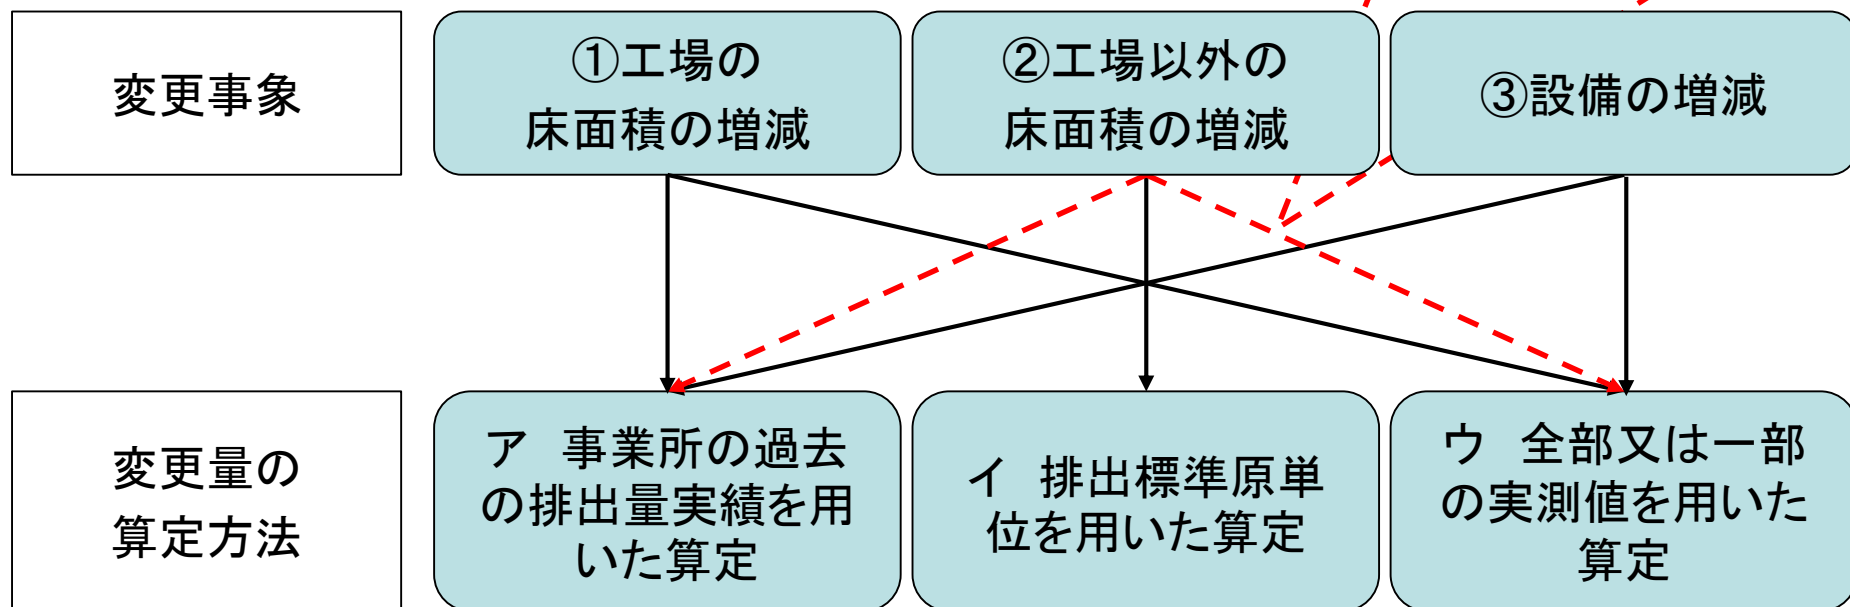 変更事象
①工場の
床面積の増減
②工場以外の
床面積の増減
③設備の増減
変更量の
算定方法
ア　事業所の過去
の排出量実績を用
いた算定
イ　排出標準原単
位を用いた算定
ウ　全部又は一部
の実測値を用いた
算定